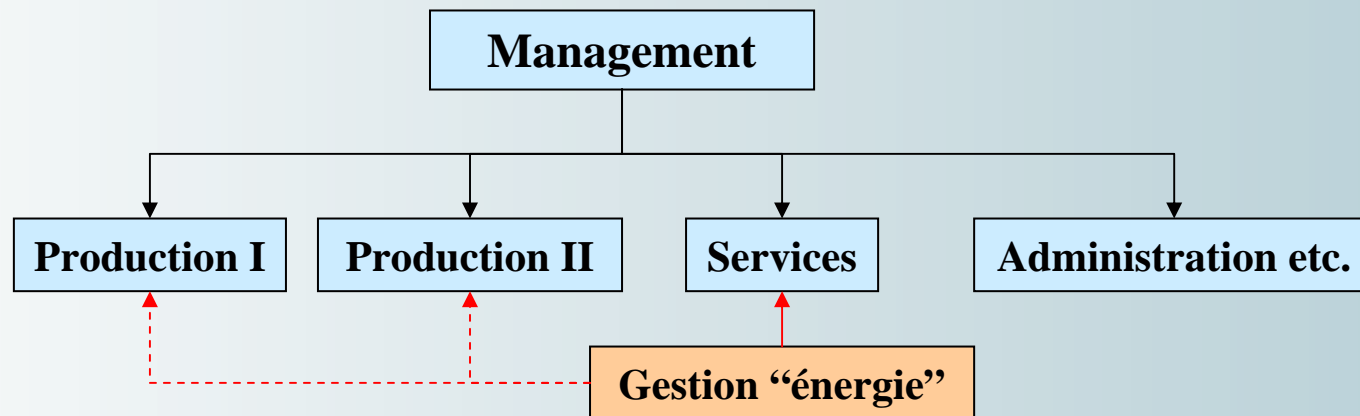 Management
Production I
Production II
Services
Administration etc.
Gestion “énergie”